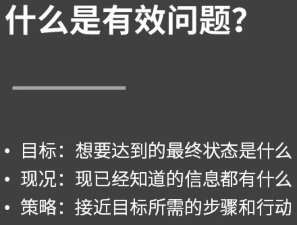 什么是有效问题？
• 目标：想要达到的最终状态是什么
• 现况：现已经知道的信息都有什么
• 策略：接近目标所需的步骤和行动